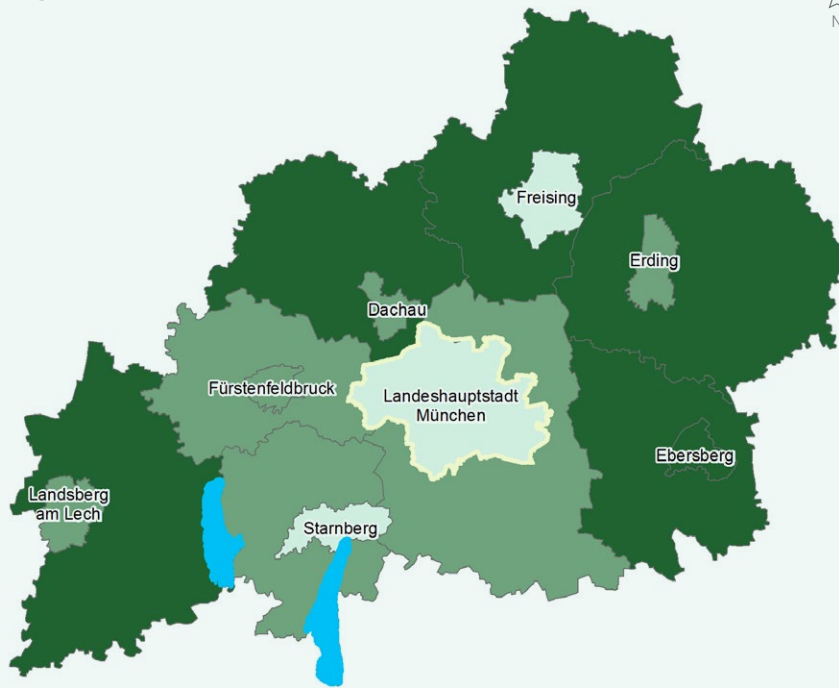 N
Freising
Erding
Dachau
Fürstenfeldbruck
Landeshauptstadt
München
Ebersberg
Landsberg
am Lech
Starnberg